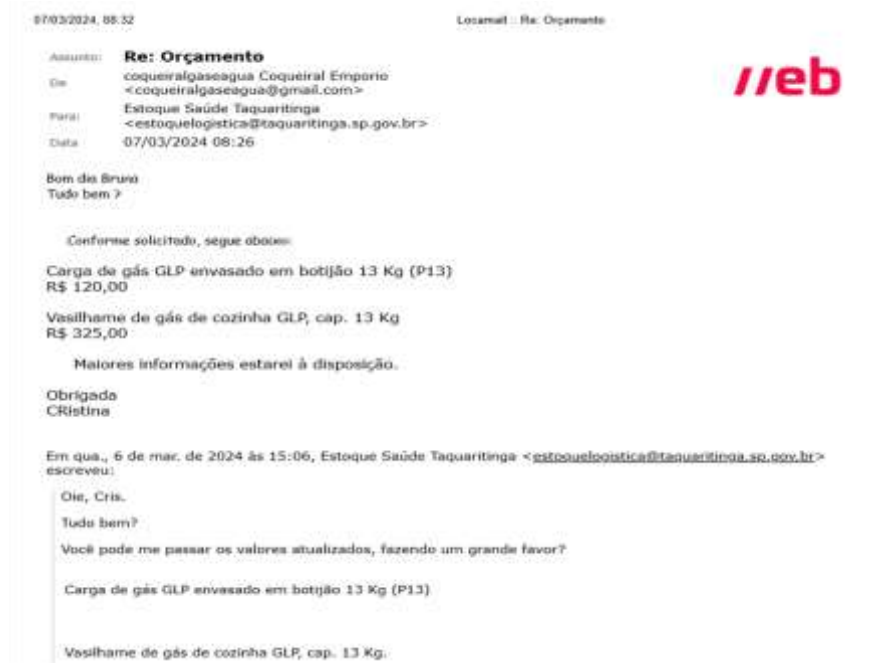 07/03/2024, 08:32 Locamail :: Re: Orçamento
Assunto: Re: Orçamento
De coqueiralgaseagua Coqueiral Emporio
<coqueiralgaseagua@gmail.com>
Para: Estoque Saúde Taquaritinga
<estoquelogistica@taquaritinga.sp.gov.br>
Data 07/03/2024 08:26
//eb
Bom dia Bruno
Tudo bem ?
Conforme solicitado, segue abaixo:
Carga de gás GLP envasado em botijão 13 Kg (P13)
R$ 120,00
Vasilhame de gás de cozinha GLP, cap. 13 Kg
R$ 325,00
Maiores informações estarei à disposição.
Obrigada
CRistina
Em qua., 6 de mar. de 2024 às 15:06, Estoque Saúde Taquaritinga <estoquelogistica@taquaritinga.sp.gov.br>
escreveu:
Oie, Cris.
Tudo bem?
Você pode me passar os valores atualizados, fazendo um grande favor?
Carga de gás GLP envasado em botijão 13 Kg (P13)
Vasilhame de gás de cozinha GLP, cap. 13 Kg.